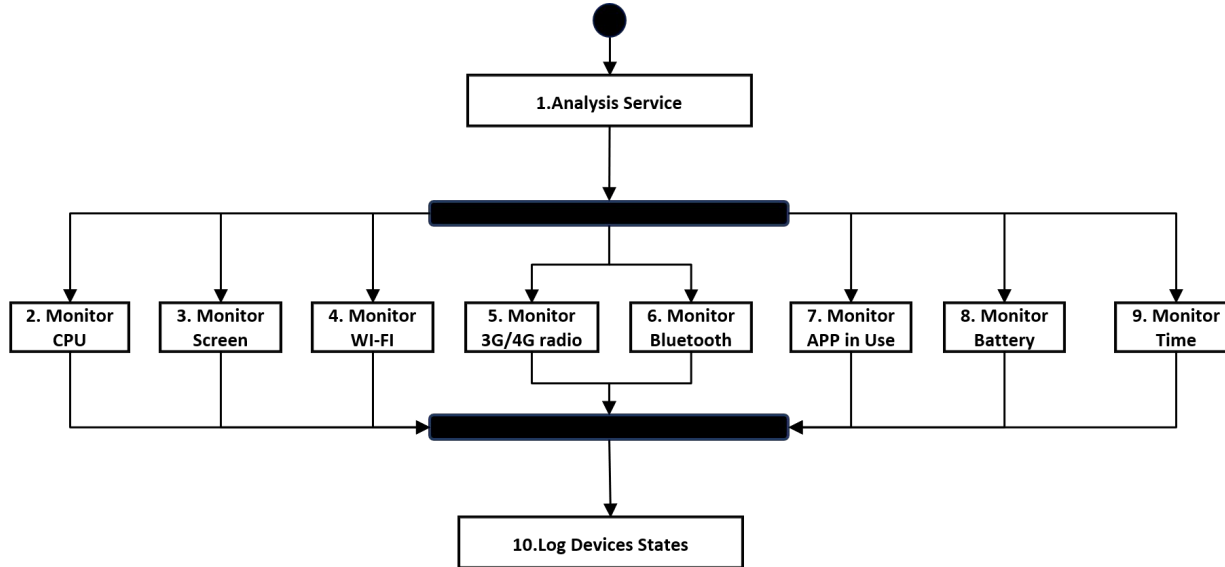 1.Analysis Service
2. Monitor
CPU
3. Monitor
Screen
4. Monitor
WI-FI
5. Monitor
3G/4G radio
6. Monitor
Bluetooth
7. Monitor
APP in Use
8. Monitor
Battery
9. Monitor
Time
10.Log Devices States